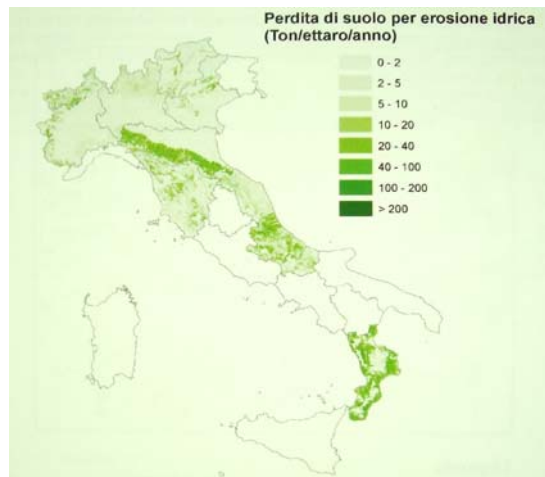 Perdita di suolo per erosione idrica
(Ton/ettaro/anno)
0 - 2
2 - 5
5 - 10
10 - 20
20 - 40
40 - 100
100 - 200
> 200